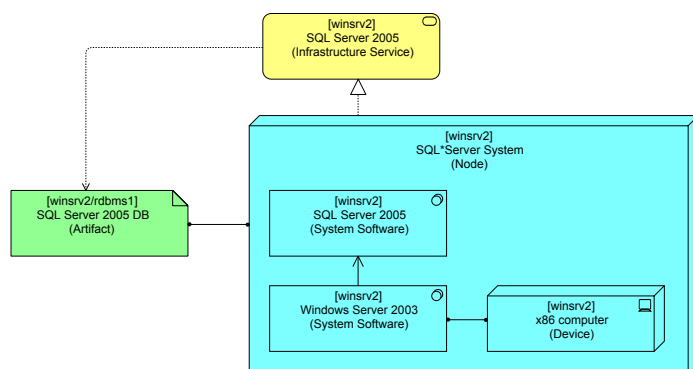 [winsrv2]
SQL Server 2005
(Infrastructure Service)
[winsrv2]
SQL*Server System
(Node)
[winsrv2/rdbms1]
SQL Server 2005 DB
(Artifact)
[winsrv2]
SQL Server 2005
(System Software)
[winsrv2]
Windows Server 2003
(System Software)
[winsrv2]
x86 computer
(Device)